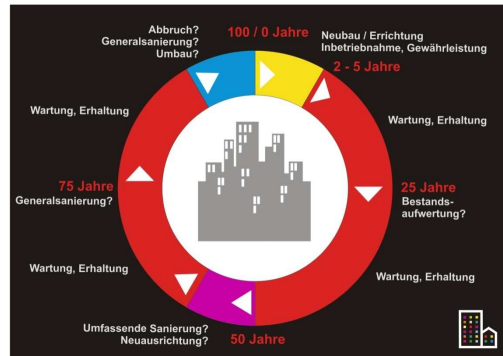 Abbruch?
Generalsanierung?
Umbau?
100 / 0 Jahre
Neubau / Errichtung
Inbetriebnahme, Gewährleistung
2 - 5 Jahre
Wartung, Erhaltung
Wartung, Erhaltung
75 Jahre
Generalsanierung?
25 Jahre
Bestands-
aufwertung?
Wartung, Erhaltung
Wartung, Erhaltung
Umfassende Sanierung?
Neuausrichtung?
50 Jahre